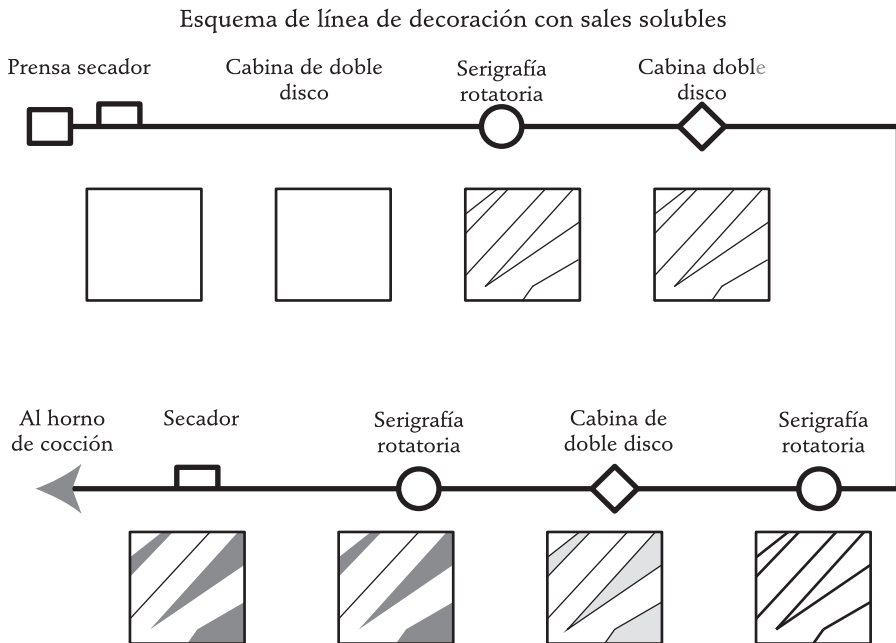 Esquema de línea de decoración con sales solubles
Prensa secador
Cabina de doble
disco
Serigrafía
rotatoria
Cabina doble
disco
Al horno
de cocción
Secador
Serigrafía
rotatoria
Cabina de
doble disco
Serigrafía
rotatoria